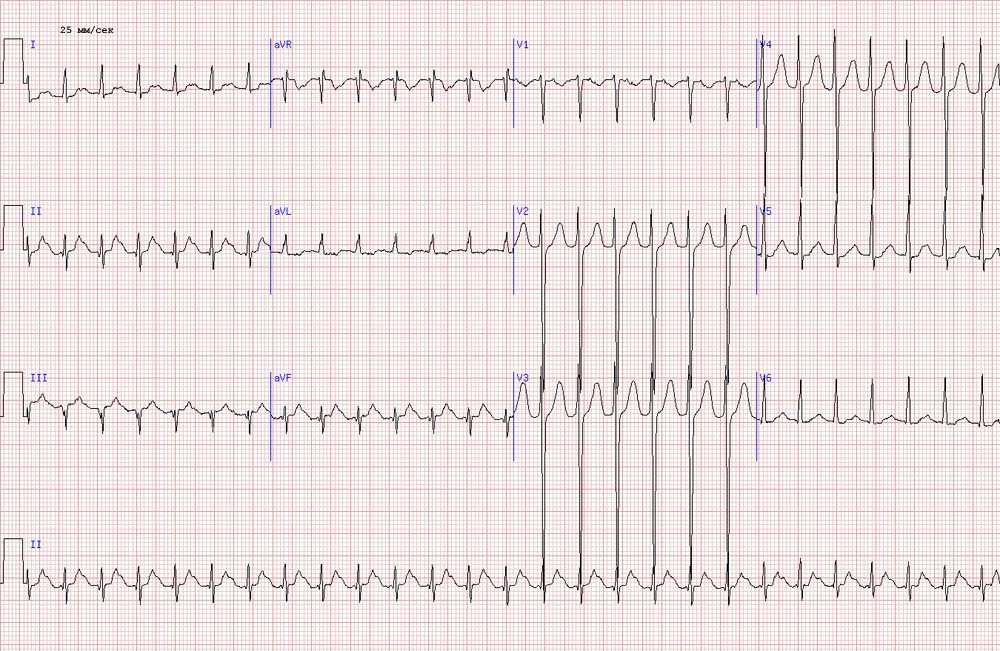 25 мм/сек
I aVR V1 V4
II aVL V2 V5
III aVF V3 V6
II